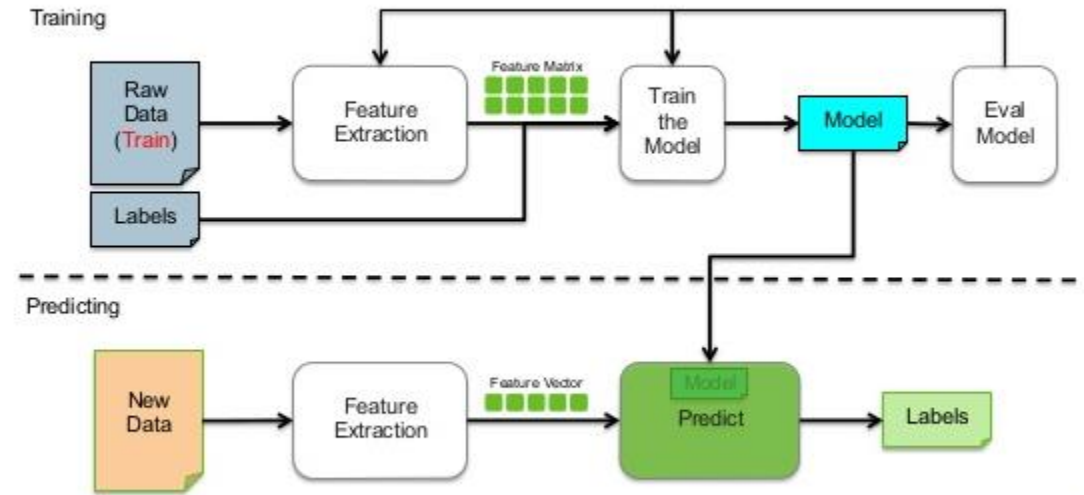 Training
Raw
Data
(Train)
Feature
Extraction
Feature Matrix
Train
the
Model
Model
Eval
Model
Labels
Predicting
New
Data
Feature
Extraction
Feature Vector
Model
Predict
Labels